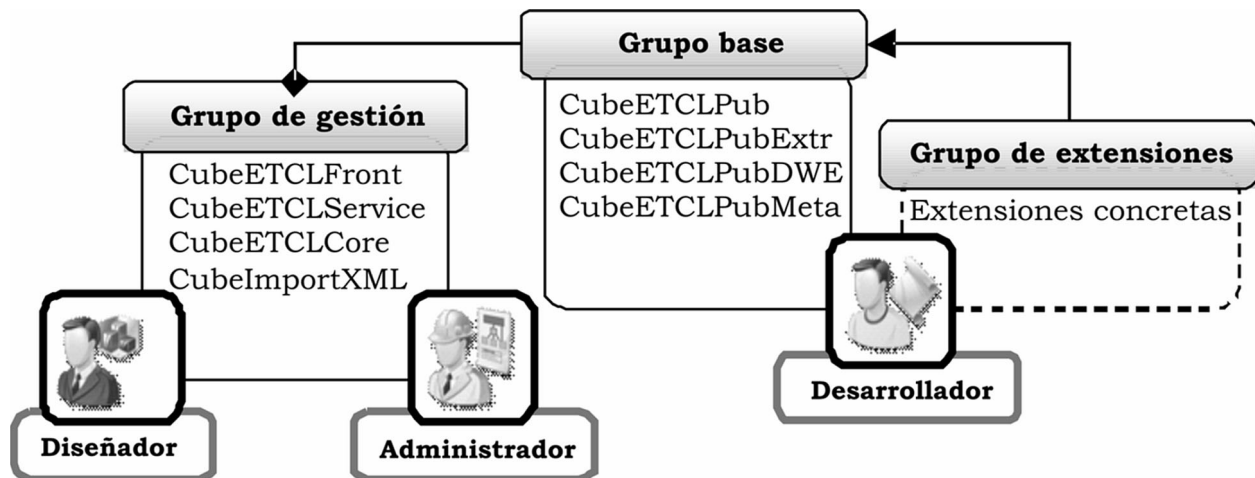 Grupo base
CubeETCLPub
CubeETCLPubExtr
CubeETCLPubDWE
CubeETCLPubMeta
Grupo de gestión
CubeETCLFront
CubeETCLService
CubeETCLCore
CubeImportXML
Grupo de extensiones
Extensiones concretas
Diseñador
Administrador
Desarrollador